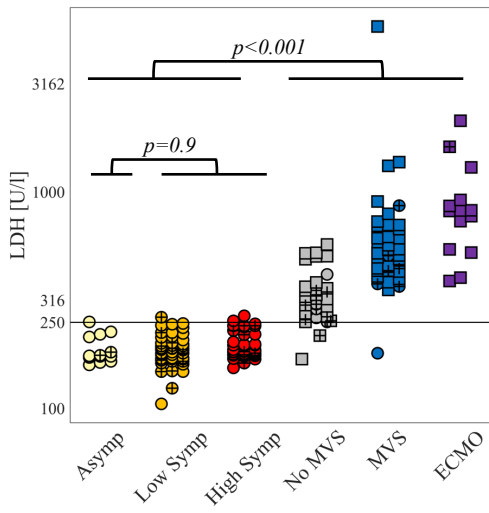 p<0.001
3162
p=0.9
1000
LDH [U/l]
316
250
100
Asymp
Low Symp
High Symp
No MVS
MVS
ECMO